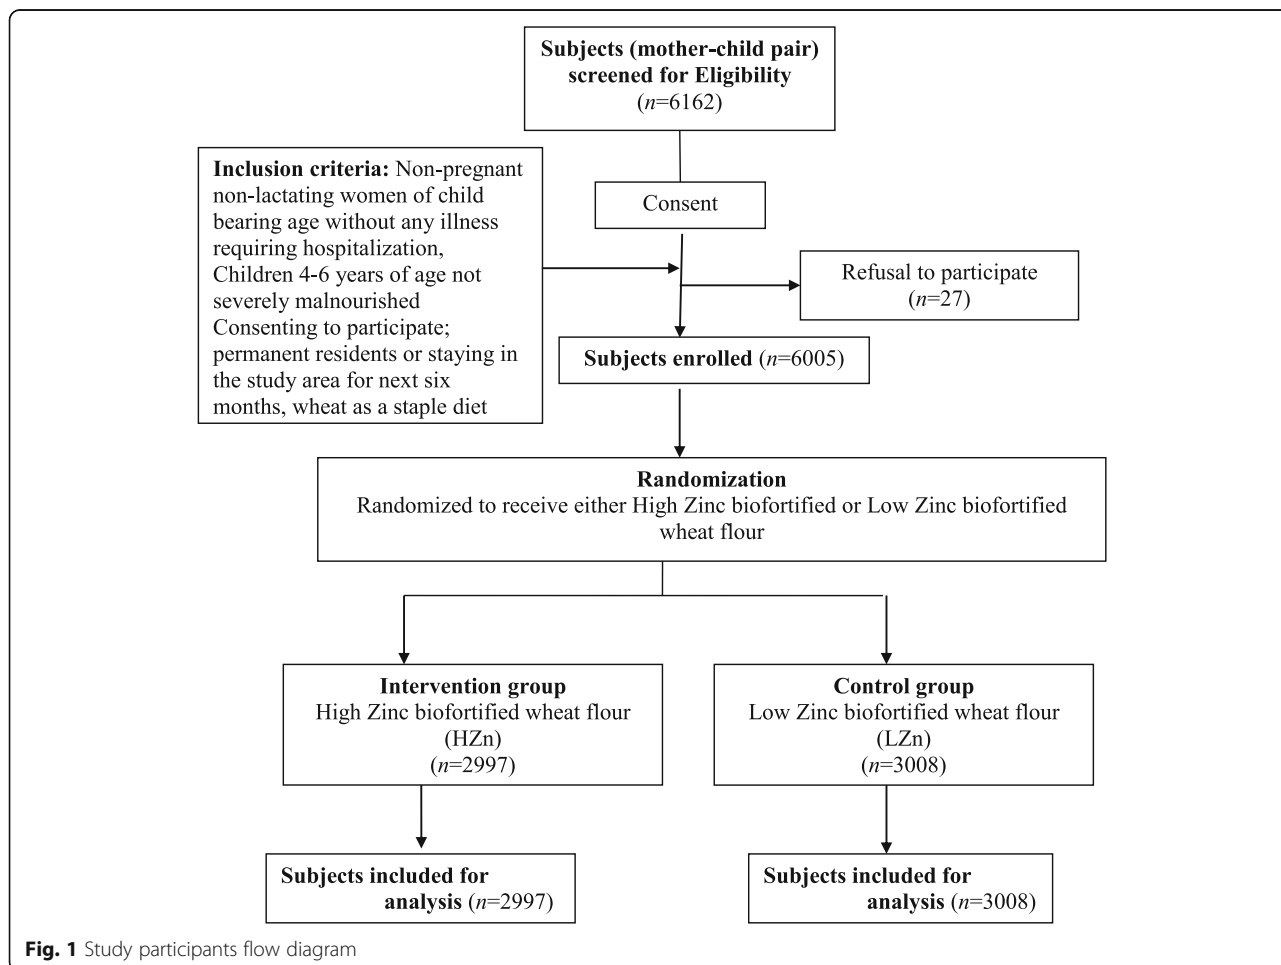 Subjects (mother-child pair)
screened for Eligibility
(n=6162)
Inclusion criteria: Non-pregnant
non-lactating women of child
bearing age without any illness
requiring hospitalization,
Children 4-6 years of age not
severely malnourished
Consenting to participate;
permanent residents or staying in
the study area for next six
months, wheat as a staple diet
Consent
Refusal to participate
(n=27)
Subjects enrolled (n=6005)
Randomization
Randomized to receive either High Zinc biofortified or Low Zinc biofortified
wheat flour
Intervention group
High Zinc biofortified wheat flour
(HZn)
(n=2997)
Control group
Low Zinc biofortified wheat flour
(LZn)
(n=3008)
Subjects included for
analysis (n=2997)
Subjects included for
analysis (n=3008)
Fig. 1 Study participants flow diagram